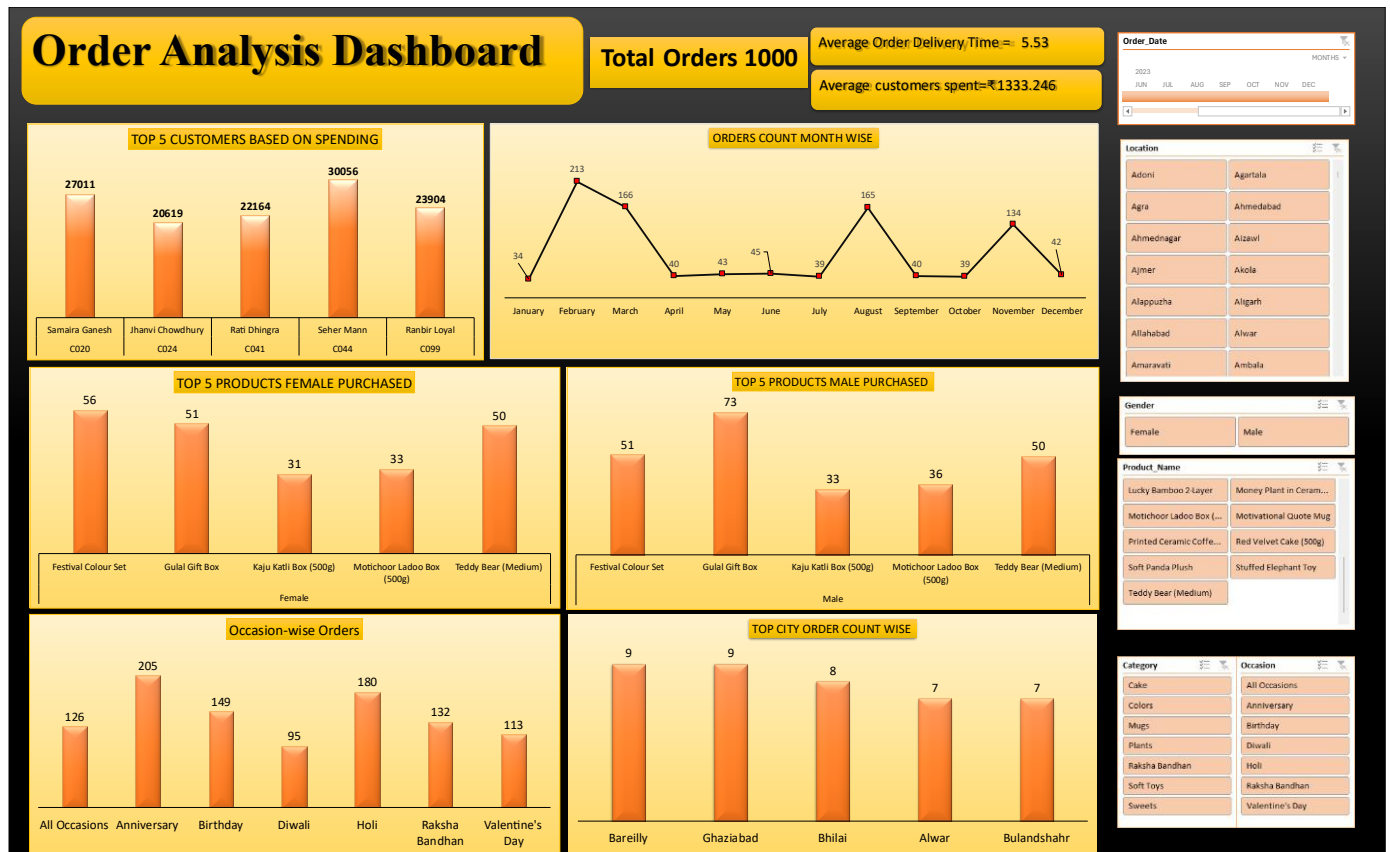 Order Analysis Dashboard
Total Orders 1000
Average Order Delivery Time = 5.53
Average customers spent=₹1333.246
TOP 5 CUSTOMERS BASED ON SPENDING
27011
20619
22164
30056
23904
Samaira Ganesh
Jhanvi Chowdhury
Rati Dhingra
Seher Mann
Ranbir Loyal
C020
C024
C041
C044
C099
ORDERS COUNT MONTH WISE
34
213
166
40
43
45
39
165
40
39
134
42
January
February
March
April
May
June
July
August
September
October
November
December
TOP 5 PRODUCTS FEMALE PURCHASED
56
51
31
33
50
Festival Colour Set
Gulal Gift Box
Kaju Katli Box (500g)
Motichoor Ladoo Box
(500g)
Teddy Bear (Medium)
Female
TOP 5 PRODUCTS MALE PURCHASED
51
73
33
36
50
Festival Colour Set
Gulal Gift Box
Kaju Katli Box (500g)
Motichoor Ladoo Box
(500g)
Teddy Bear (Medium)
Male
Occasion-wise Orders
126
205
149
95
180
132
113
All Occasions
Anniversary
Birthday
Diwali
Holi
Raksha
Bandhan
Valentine's
Day
TOP CITY ORDER COUNT WISE
9
9
8
7
7
Bareilly
Ghaziabad
Bhilai
Alwar
Bulandshahr
Order_Date
MONTHS
2023
JUN
JUL
AUG
SEP
OCT
NOV
DEC
Location
Adoni
Agartala
Agra
Ahmedabad
Ahmednagar
Aizawl
Ajmer
Akola
Alappuzha
Aligarh
Allahabad
Alwar
Amaravati
Ambala
Gender
Female
Male
Product_Name
Lucky Bamboo 2-Layer
Money Plant in Ceram...
Motichoor Ladoo Box (...
Motivational Quote Mug
Printed Ceramic Coffe...
Red Velvet Cake (500g)
Soft Panda Plush
Stuffed Elephant Toy
Teddy Bear (Medium)
Category
Cake
Colors
Mugs
Plants
Raksha Bandhan
Soft Toys
Sweets
Occasion
All Occasions
Anniversary
Birthday
Diwali
Holi
Raksha Bandhan
Valentine's Day